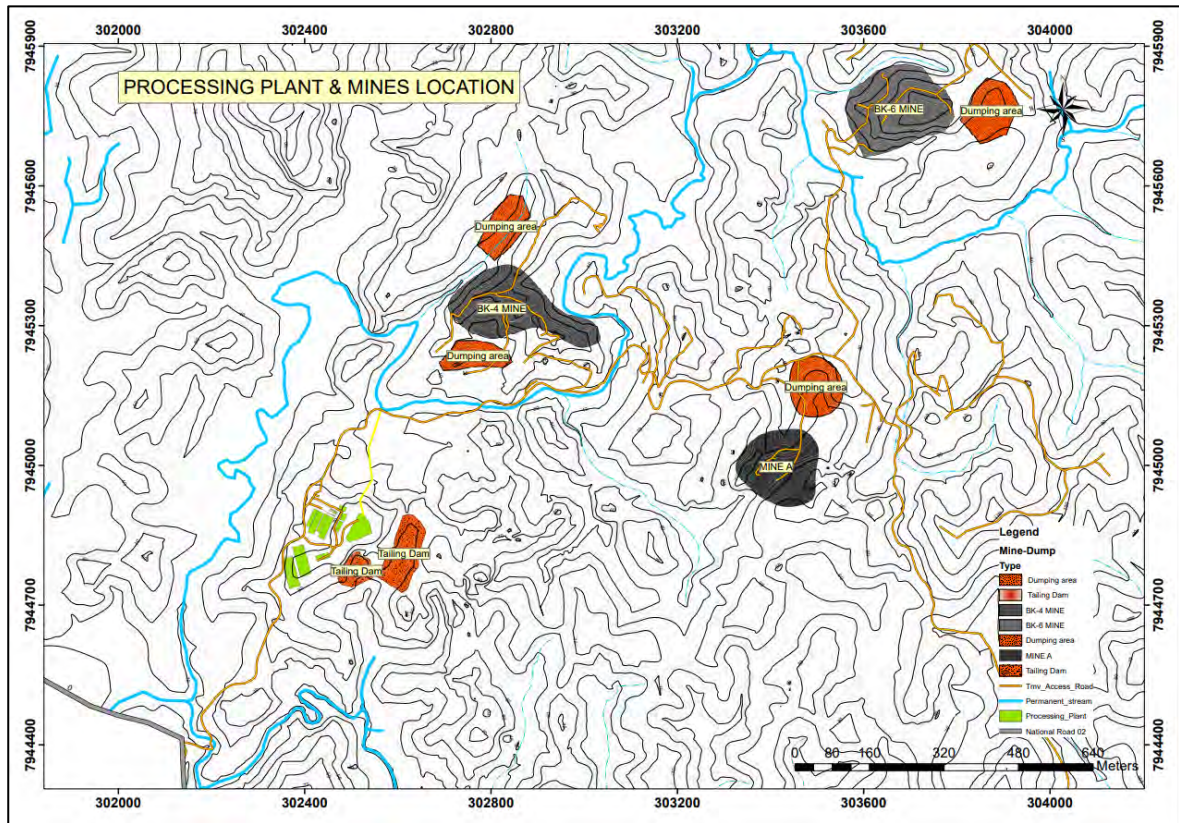 302000 302400 302800 303200 303600 304000
7945900 7945900
PROCESSING PLANT & MINES LOCATION
BK-6 MINE
Dumping area
7945600 7945600
Dumping area
BK-4 MINE
7945300 7945300
Dumping area
Dumping area
7945000 7945000
MINE A
Tailing Dam
Tailing Dam
7944700 7944700
7944400 7944400
Legend
Mine-Dump
Type
Dumping area
Tailing Dam
BK-4 MINE
BK-6 MINE
Dumping area
MINE A
Tailing Dam
Tmv_Access_Road
Permanent_stream
Processing_Plant
National Road 02
0 80 160 320 480 640
Meters
302000 302400 302800 303200 303600 304000